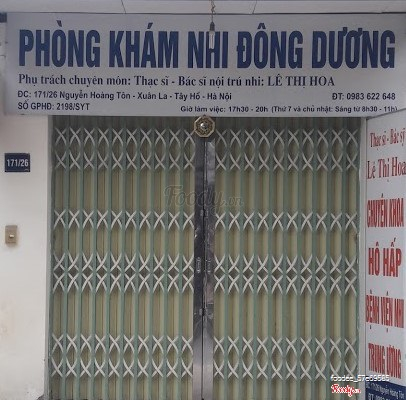 PHÒNG KHÁM NHI ĐÔNG DƯƠNG
Phụ trách chuyên môn: Thạc sĩ - Bác sĩ nội trú nhi: LÊ THỊ HOA
ĐC: 171/26 Nguyễn Hoàng Tôn - Xuân La - Tây Hồ - Hà Nội
ĐT: 0983 622 648
SỐ GPHĐ: 2198/SYT
Giờ làm việc: 17h30 - 20h (Thứ 7 và chủ nhật: Sáng từ 8h30 - 11h)
171/26
Thạc sĩ - Bác sỹ
Lê Thị Hoa
CHUYÊN KHOA
HÔ HẤP
BỆNH VIỆN NHI
TRUNG ƯƠNG
Foody.vn